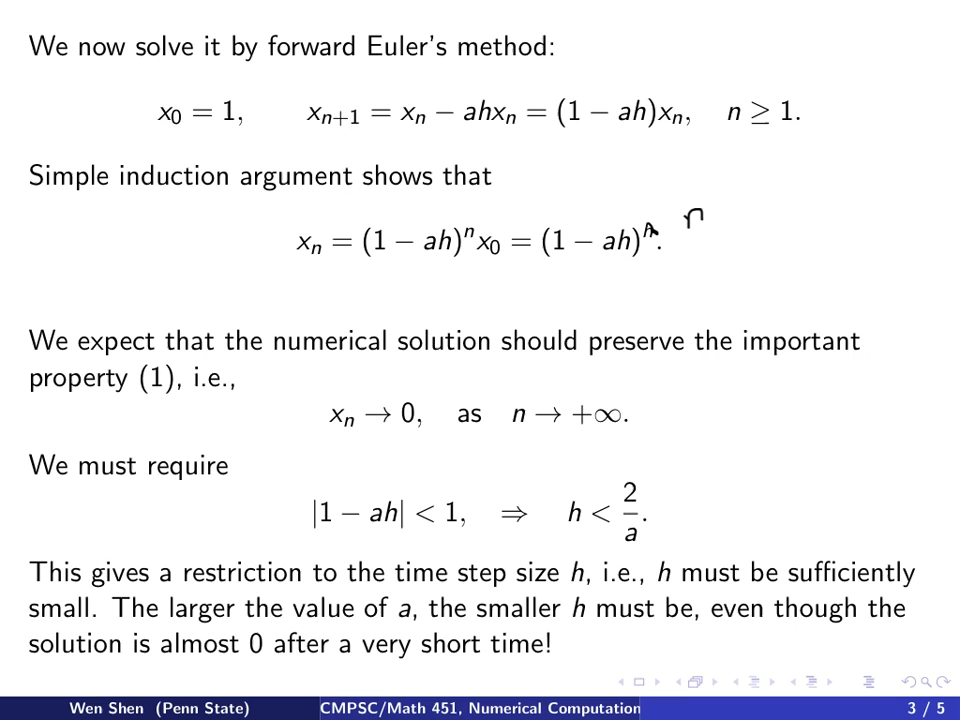 We now solve it by forward Euler's method:
x₀ = 1, xₙ₊₁ = xₙ − ahxₙ = (1 − ah)xₙ, n ≥ 1.
Simple induction argument shows that
xₙ = (1 − ah)ⁿx₀ = (1 − ah)ʰ. n
We expect that the numerical solution should preserve the important
property (1), i.e.,
xₙ → 0, as n → +∞.
We must require
|1 − ah| < 1, ⇒ h < 2/a.
This gives a restriction to the time step size h, i.e., h must be sufficiently
small. The larger the value of a, the smaller h must be, even though the
solution is almost 0 after a very short time!
Wen Shen (Penn State) CMPSC/Math 451, Numerical Computation 3 / 5